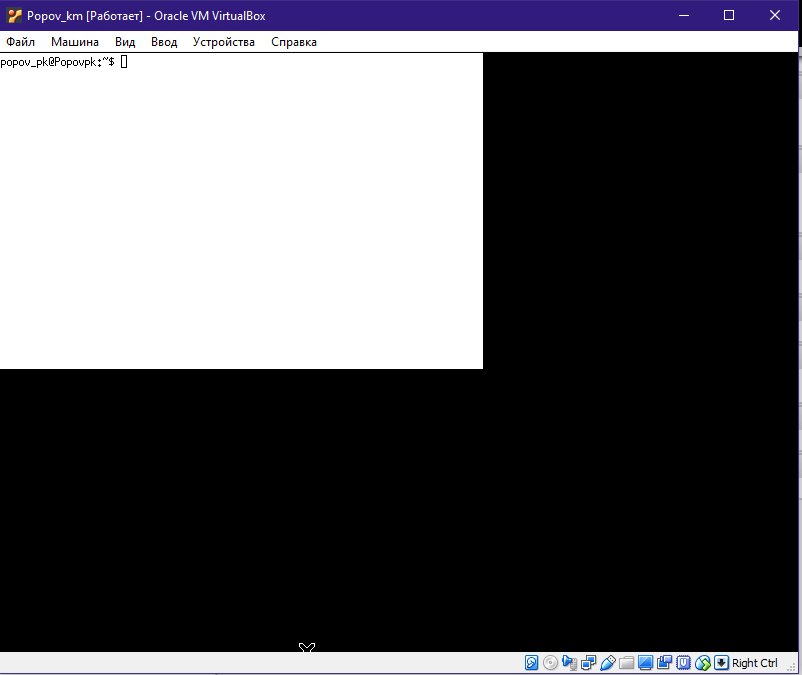 Popov_km [Работает] - Oracle VM VirtualBox
Файл Машина Вид Ввод Устройства Справка
popov_pk@Popovpk:~$
Right Ctrl